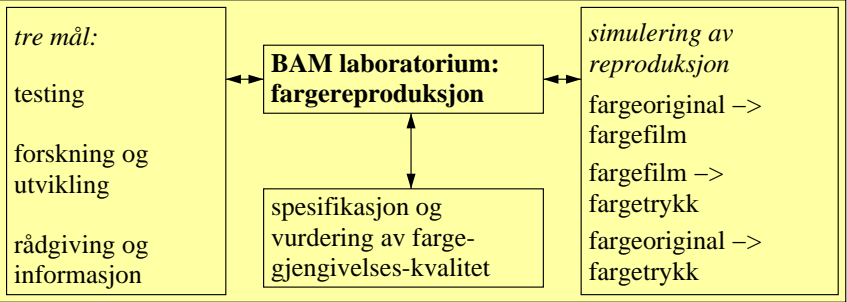 tre mål:
testing
forskning og
utvikling
rådgiving og
informasjon
BAM laboratorium:
fargereproduksjon
spesifikasjon og
vurdering av farge-
gjengivelses-kvalitet
simulering av
reproduksjon
fargeoriginal −>
fargefilm
fargefilm −>
fargetrykk
fargeoriginal −>
fargetrykk